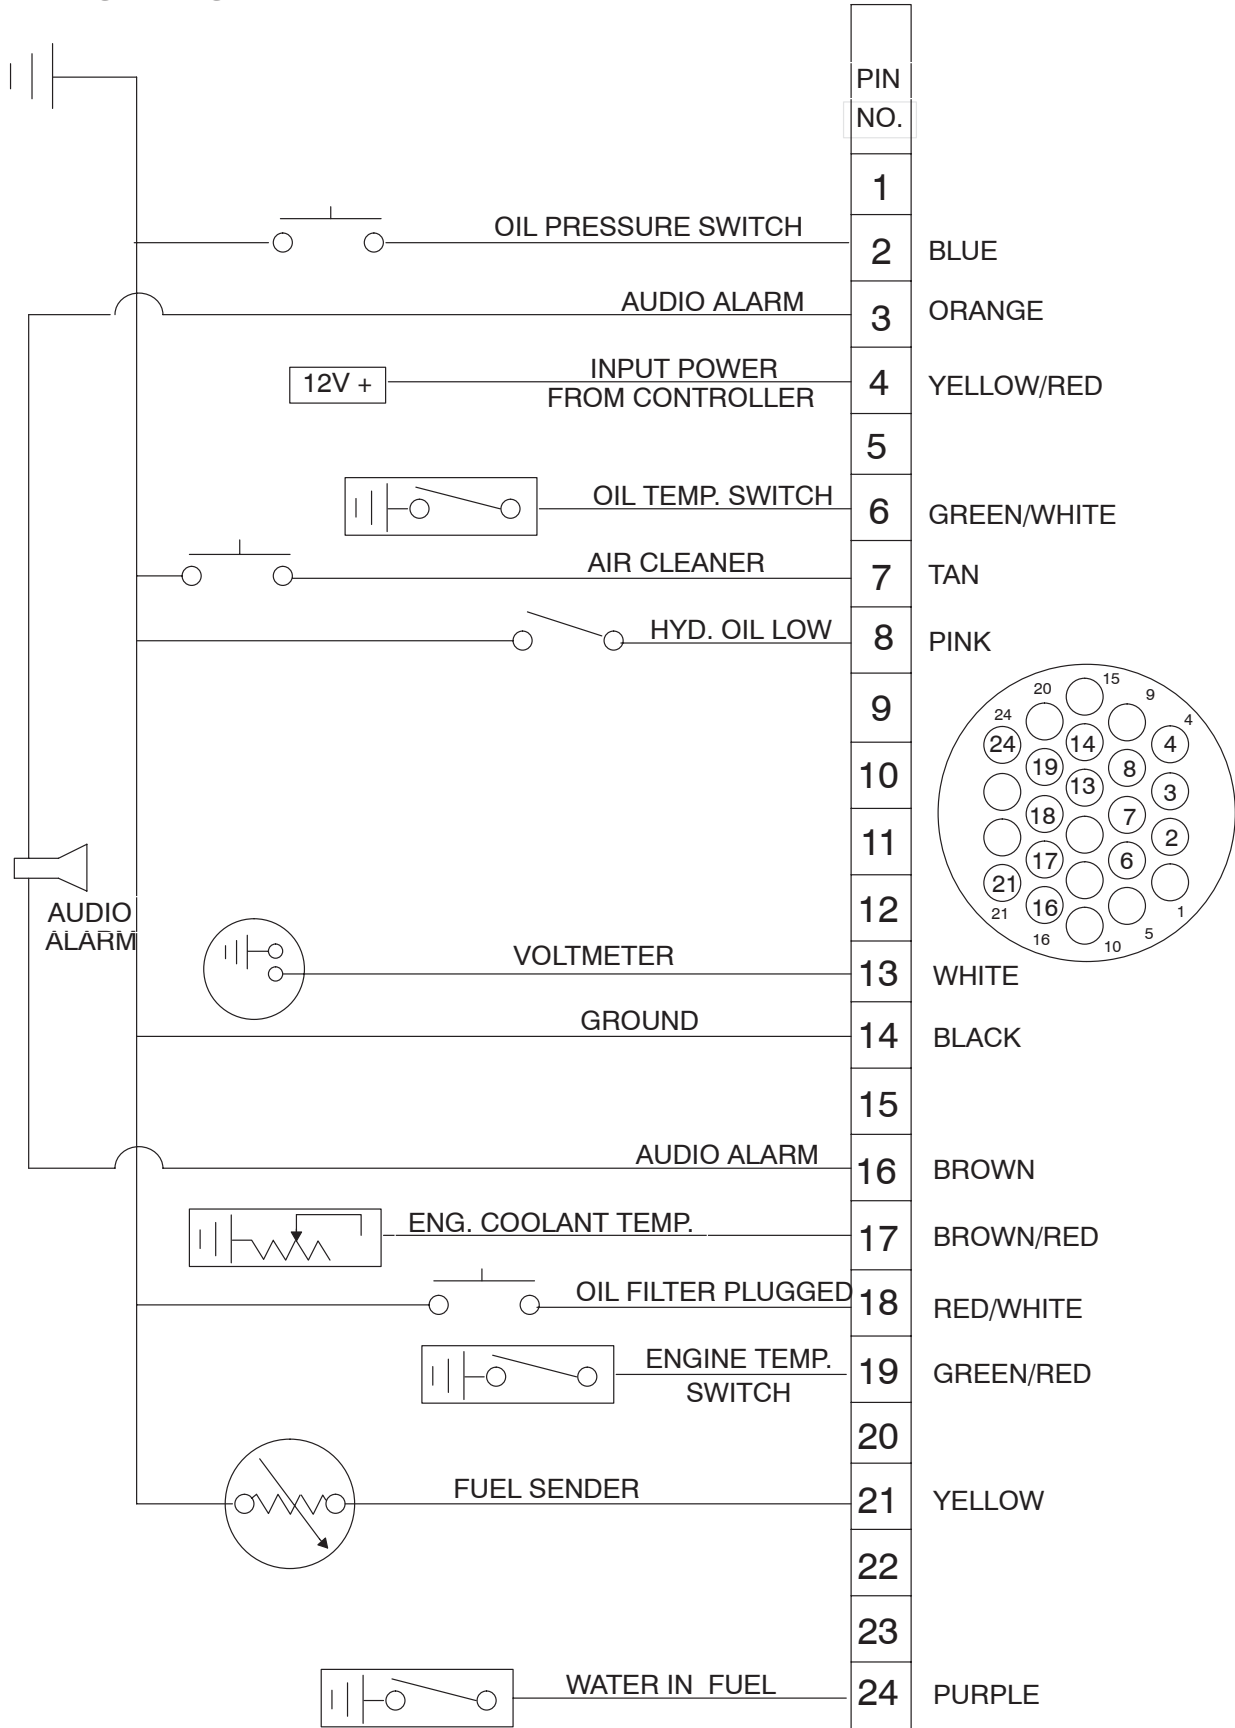 PIN
NO.
1
OIL PRESSURE SWITCH
2 BLUE
AUDIO ALARM
3 ORANGE
INPUT POWER
FROM CONTROLLER
12V +
4 YELLOW/RED
5
OIL TEMP. SWITCH
6 GREEN/WHITE
AIR CLEANER
7 TAN
HYD. OIL LOW
8 PINK
9
10
11
12
AUDIO
ALARM
VOLTMETER
13 WHITE
GROUND
14 BLACK
15
AUDIO ALARM
16 BROWN
ENG. COOLANT TEMP.
17 BROWN/RED
OIL FILTER PLUGGED
18 RED/WHITE
ENGINE TEMP.
SWITCH
19 GREEN/RED
20
FUEL SENDER
21 YELLOW
22
23
WATER IN FUEL
24 PURPLE
15
20 9
24 4
24 14 4
19 8
13 3
18 7
2
17 6
21
16
21 1
16 5
10